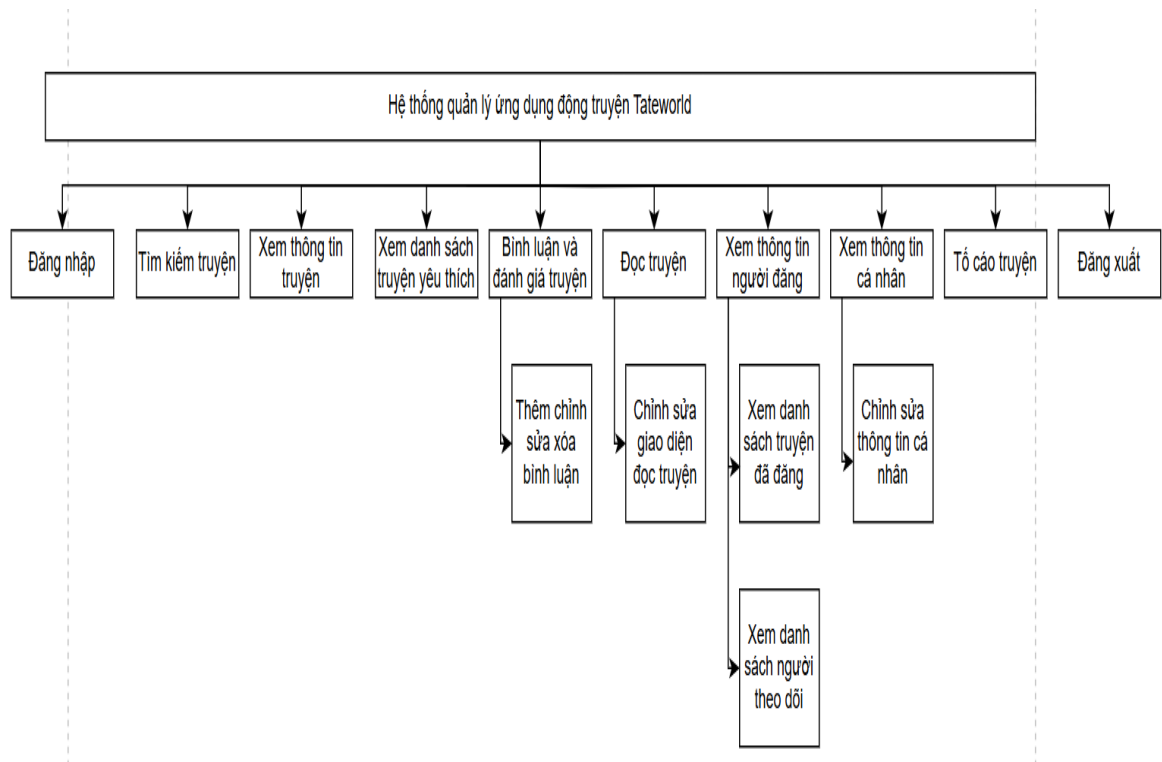 Hệ thống quản lý ứng dụng động truyện Tateworld
Đăng nhập
Tìm kiếm truyện
Xem thông tin
truyện
Xem danh sách
truyện yêu thích
Bình luận và
đánh giá truyện
Đọc truyện
Xem thông tin
người đăng
Xem thông tin
cá nhân
Tố cáo truyện
Đăng xuất
Thêm chỉnh
sửa xóa
bình luận
Chỉnh sửa
giao diện
đọc truyện
Xem danh
sách truyện
đã đăng
Chỉnh sửa
thông tin cá
nhân
Xem danh
sách người
theo dõi